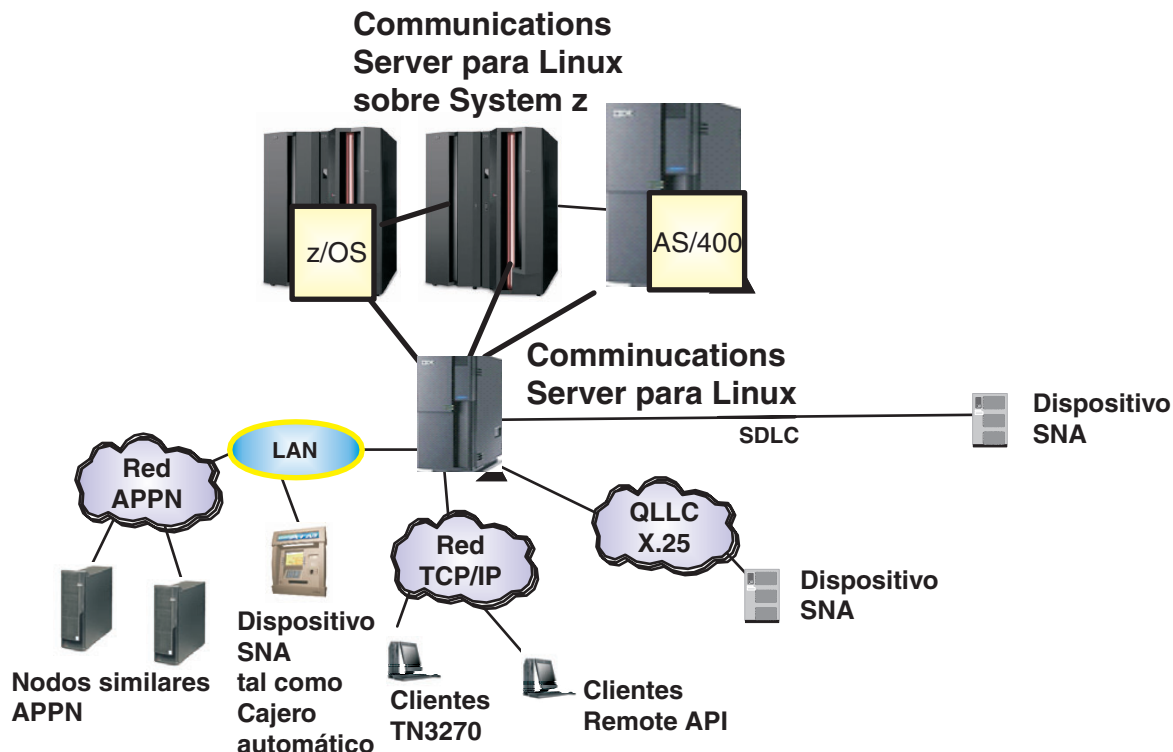 Communications
Server para Linux
sobre System z
z/OS
AS/400
Comminucations
Server para Linux
SDLC
Dispositivo
SNA
LAN
Red
APPN
QLLC
X.25
Red
TCP/IP
Dispositivo
SNA
Nodos similares
APPN
Dispositivo
SNA
tal como
Cajero
automático
Clientes
TN3270
Clientes
Remote API